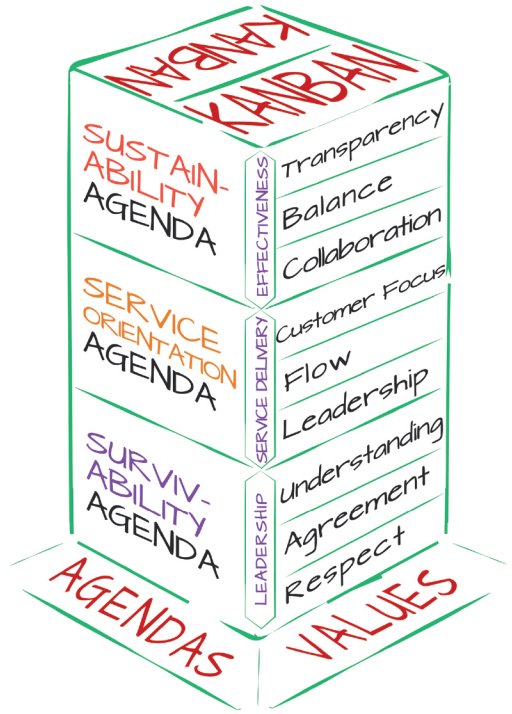 KANBAN
KANBAN
SUSTAIN-
ABILITY
AGENDA
EFFECTIVENESS
Transparency
Balance
Collaboration
SERVICE
ORIENTATION
AGENDA
SERVICE DELIVERY
Customer Focus
Flow
Leadership
SURVIV-
ABILITY
AGENDA
LEADERSHIP
understanding
Agreement
Respect
AGENDAS
VALUES